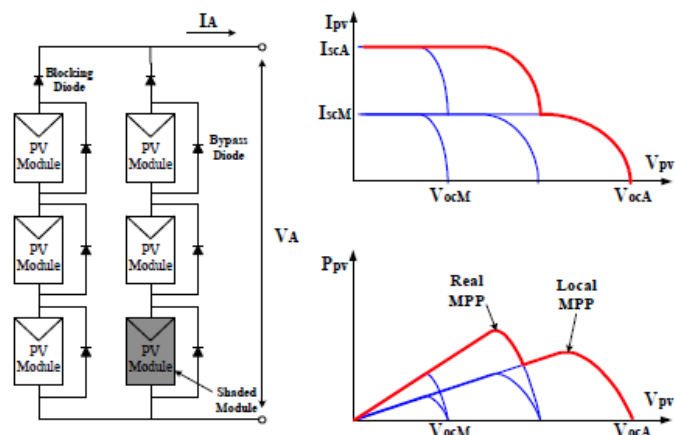 IA
Blocking
Diode
PV
Module
PV
Module
Bypass
Diode
PV
Module
PV
Module
VA
PV
Module
PV
Module
Shaded
Module
Ipv
IscA
IscM
Vpv
VocM
VocA
Ppv
Real
MPP
Local
MPP
Vpv
VocM
VocA